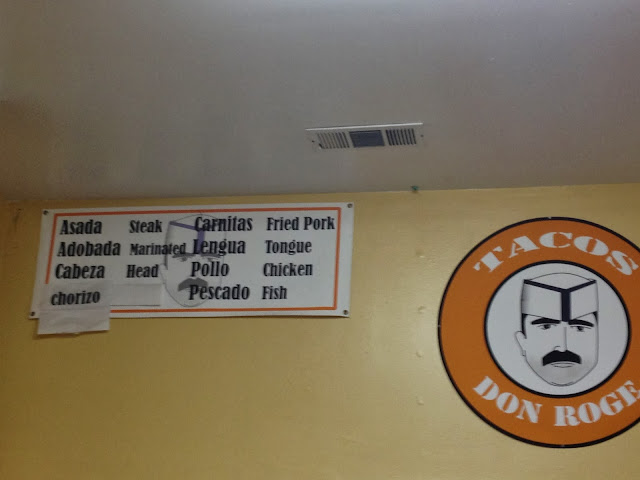 Asada Steak Carnitas Fried Pork
Adobada Marinated Lengua Tongue
Cabeza Head Pollo Chicken
chorizo Pescado Fish
TACOS
DON ROGE